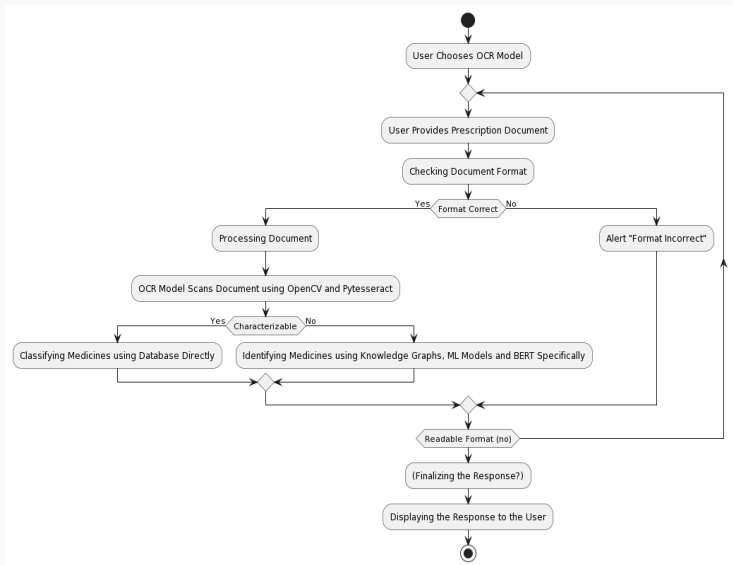 User Chooses OCR Model
User Provides Prescription Document
Checking Document Format
Yes
Format Correct
No
Processing Document
Alert "Format Incorrect"
OCR Model Scans Document using OpenCV and Pytesseract
Yes
Characterizable
No
Classifying Medicines using Database Directly
Identifying Medicines using Knowledge Graphs, ML Models and BERT Specifically
Readable Format (no)
(Finalizing the Response?)
Displaying the Response to the User